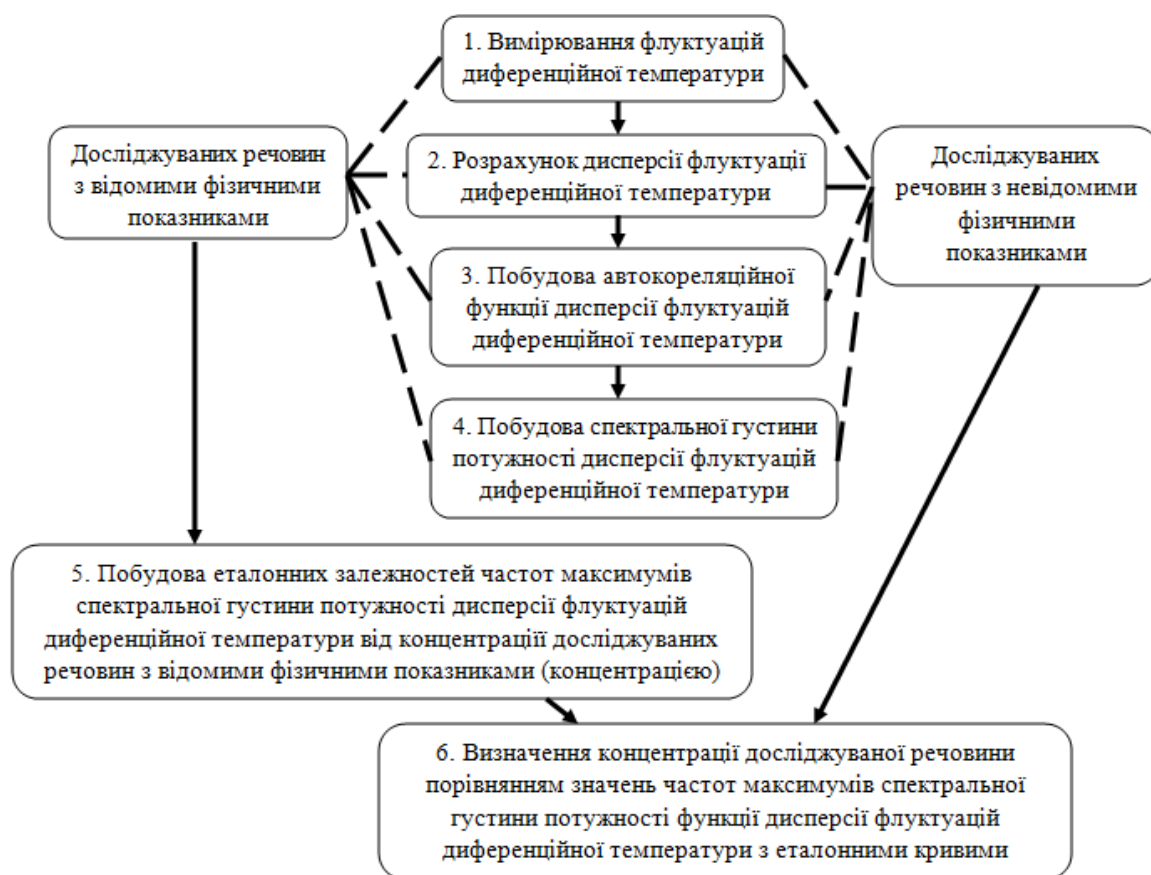 1. Вимірювання флуктуацій
диференційної температури
Досліджуваних речовин
з відомими фізичними
показниками
2. Розрахунок дисперсії флуктуації
диференційної температури
Досліджуваних
речовин з невідомими
фізичними
показниками
3. Побудова автокореляційної
функції дисперсії флуктуацій
диференційної температури
4. Побудова спектральної густини
потужності дисперсії флуктуацій
диференційної температури
5. Побудова еталонних залежностей частот максимумів
спектральної густини потужності дисперсії флуктуацій
диференційної температури від концентраціїї досліджуваних
речовин з відомими фізичними показниками (концентрацією)
6. Визначення концентрації досліджуваної речовини
порівнянням значень частот максимумів спектральної
густини потужності функції дисперсії флуктуацій
диференційної температури з еталонними кривими